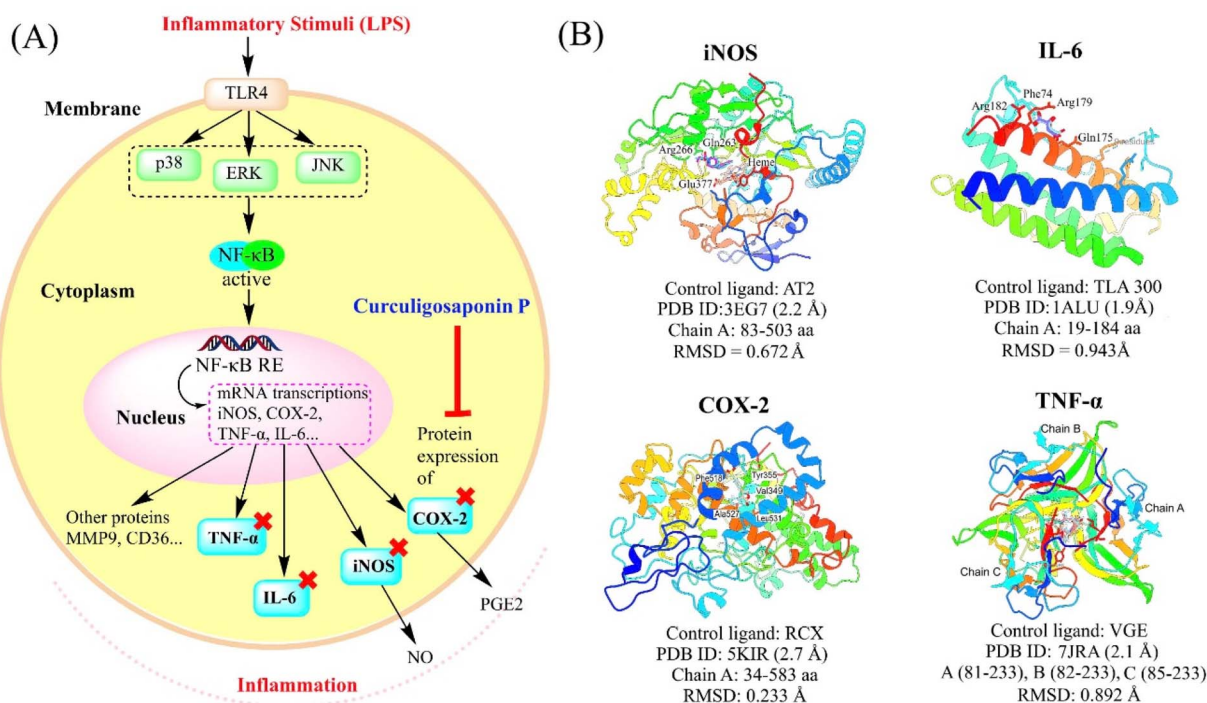 (A)
Inflammatory Stimuli (LPS)
TLR4
Membrane
p38
ERK
JNK
NF-κB
active
Cytoplasm
Curculigosaponin P
NF-κB RE
Nucleus
mRNA transcriptions
iNOS, COX-2,
TNF-α, IL-6...
Protein
expression
of
Other proteins
MMP9, CD36...
TNF-α
IL-6
iNOS
COX-2
PGE2
NO
Inflammation
(B)
iNOS
Gln263
Arg266
Heme
Glu377
Control ligand: AT2
PDB ID:3EG7 (2.2 Å)
Chain A: 83-503 aa
RMSD = 0.672 Å
IL-6
Phe74
Arg182
Arg179
Gln175
Control ligand: TLA 300
PDB ID:1ALU (1.9Å)
Chain A: 19-184 aa
RMSD = 0.943Å
COX-2
Phe518
Tyr355
Val349
Ala527
Leu531
Control ligand: RCX
PDB ID: 5KIR (2.7 Å)
Chain A: 34-583 aa
RMSD: 0.233 Å
TNF-α
Chain B
Chain A
Chain C
Control ligand: VGE
PDB ID: 7JRA (2.1 Å)
A (81-233), B (82-233), C (85-233)
RMSD: 0.892 Å